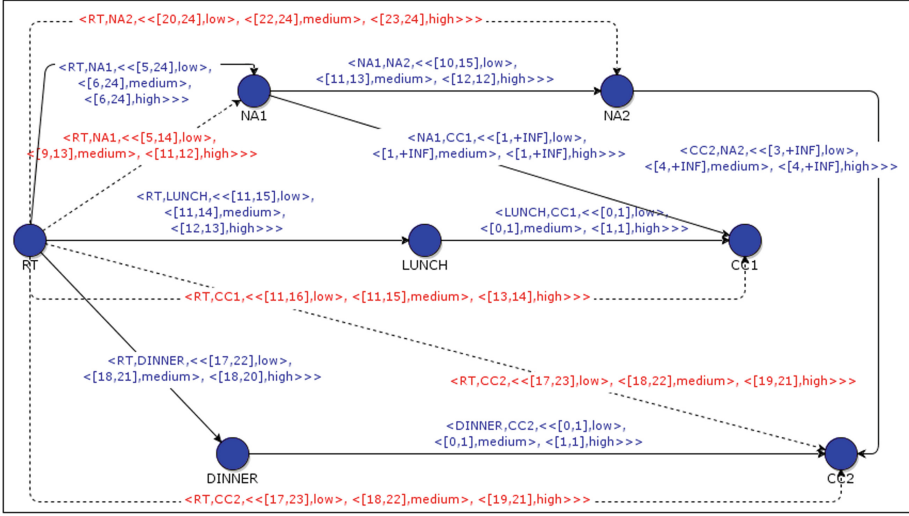 <RT,NA2,<<[20,24],low>, <[22,24],medium>, <[23,24],high>>>
<RT,NA1,<<[5,24],low>,
<[6,24],medium>,
<[6,24],high>>>
<NA1,NA2,<<[10,15],low>,
<[11,13],medium>, <[12,12],high>>>
NA1
NA2
<RT,NA1,<<[5,14],low>,
<[9,13],medium>, <[11,12],high>>>
<NA1,CC1,<<[1,+INF],low>,
<[1,+INF],medium>, <[1,+INF],high>>>
<CC2,NA2,<<[3,+INF],low>,
<[4,+INF],medium>, <[4,+INF],high>>>
<RT,LUNCH,<<[11,15],low>,
<[11,14],medium>,
<[12,13],high>>>
<LUNCH,CC1,<<[0,1],low>,
<[0,1],medium>, <[1,1],high>>>
RT
LUNCH
CC1
<RT,CC1,<<[11,16],low>, <[11,15],medium>, <[13,14],high>>>
<RT,DINNER,<<[17,22],low>,
<[18,21],medium>, <[18,20],high>>>
<RT,CC2,<<[17,23],low>, <[18,22],medium>, <[19,21],high>>>
<DINNER,CC2,<<[0,1],low>,
<[0,1],medium>, <[1,1],high>>>
DINNER
CC2
<RT,CC2,<<[17,23],low>, <[18,22],medium>, <[19,21],high>>>